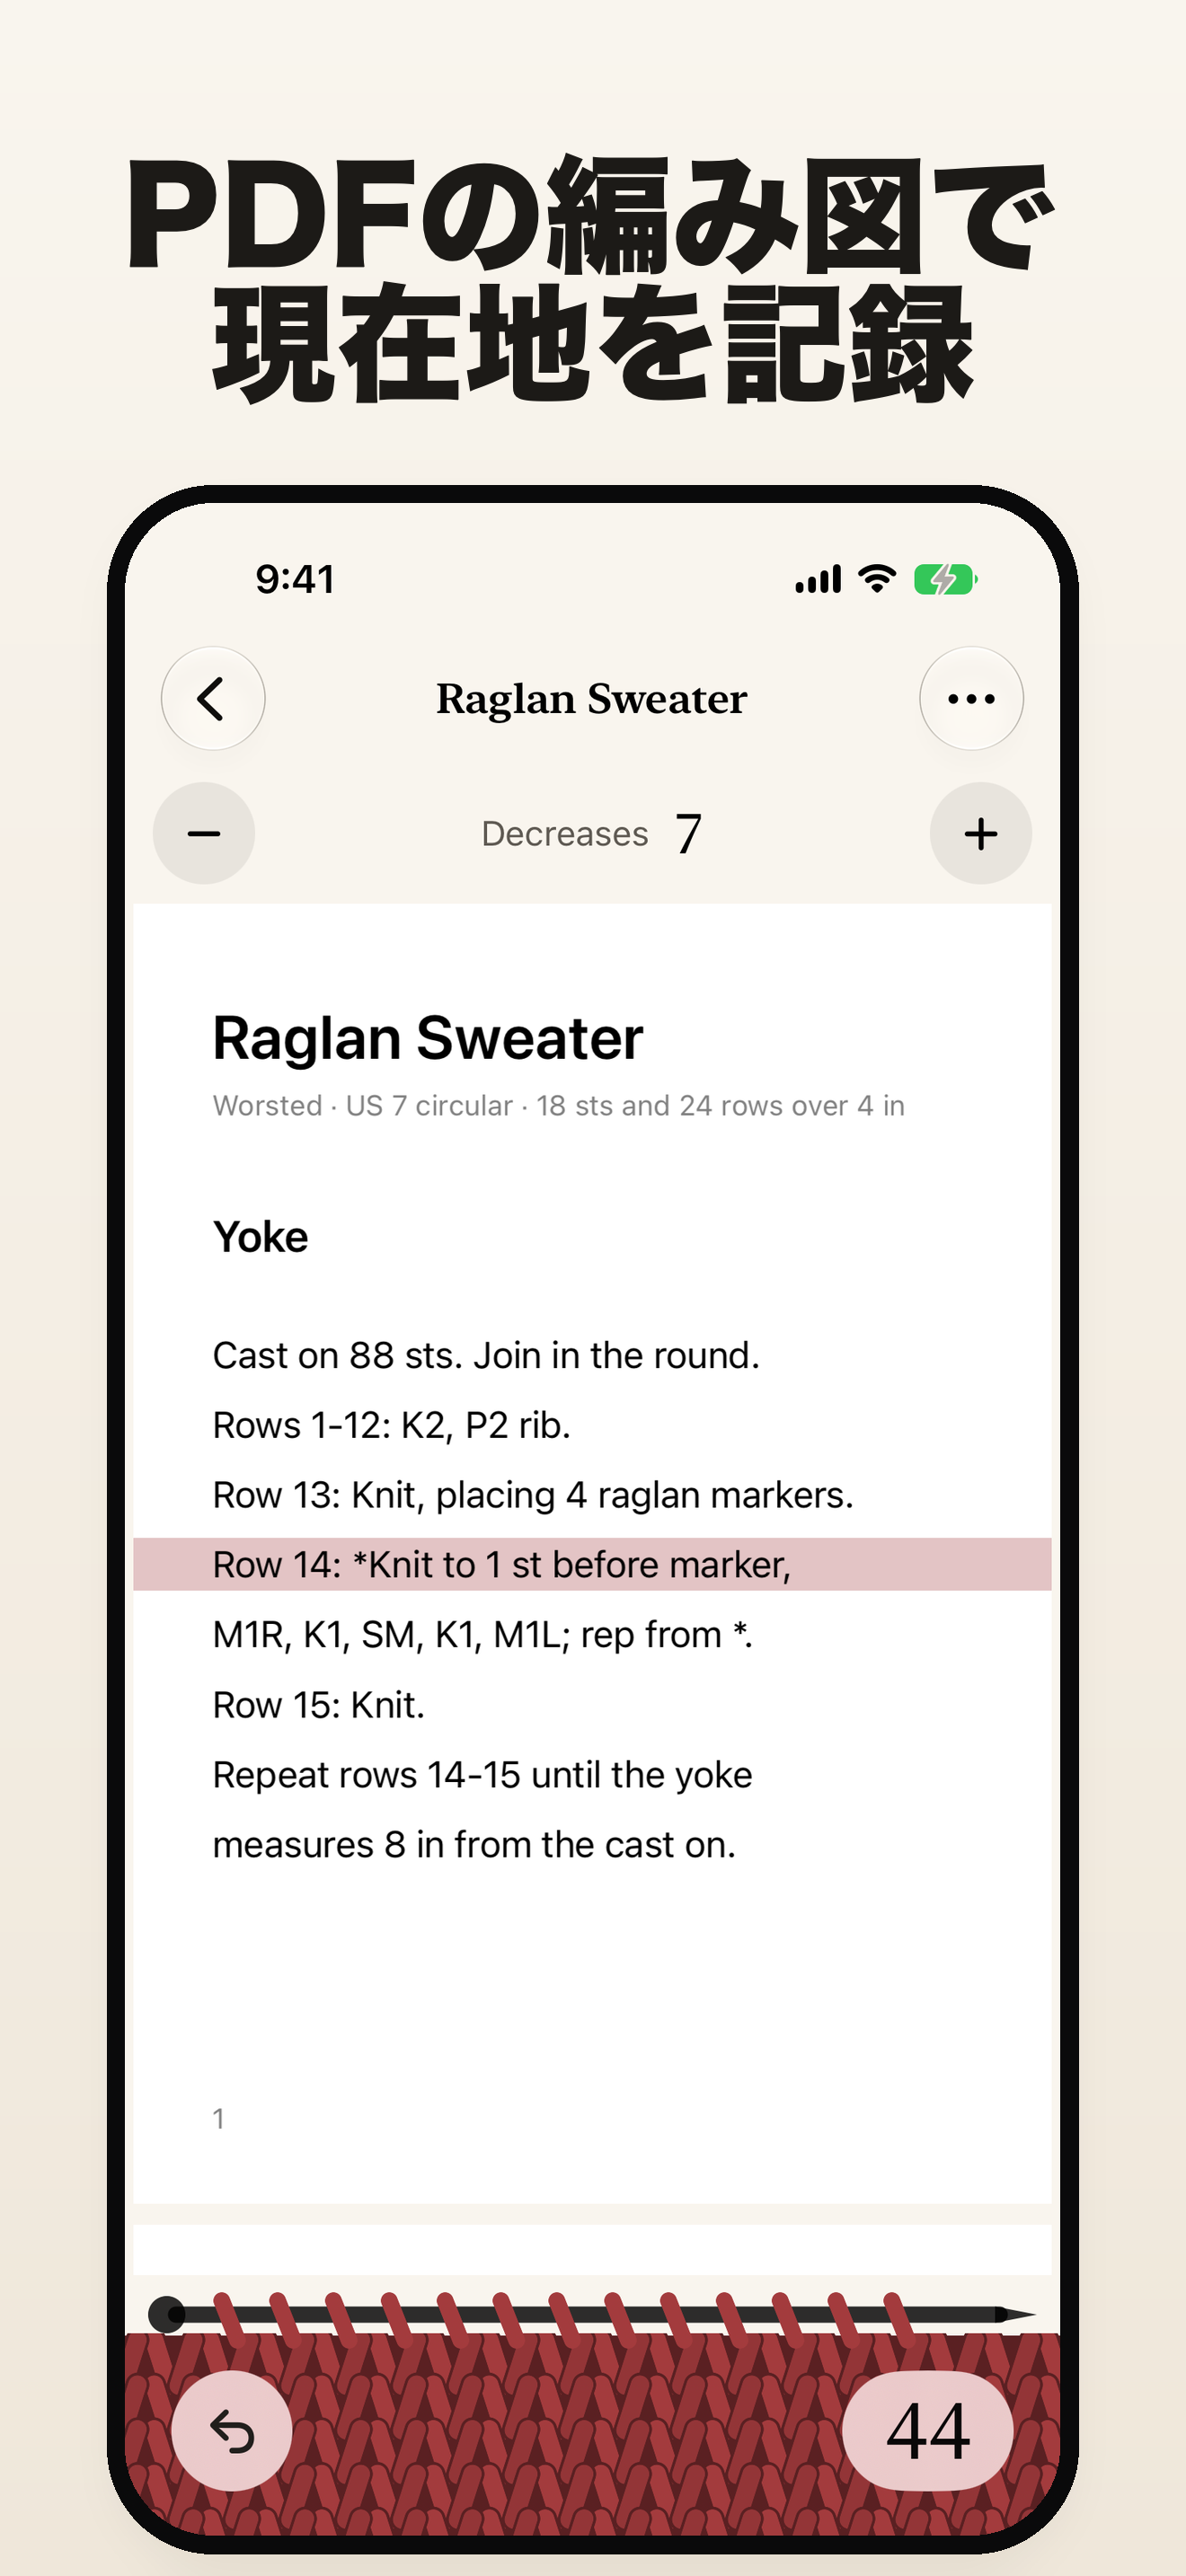 PDFの編み図で
現在地を記録
9:41
Raglan Sweater
Decreases 7
Raglan Sweater
Worsted · US 7 circular · 18 sts and 24 rows over 4 in
Yoke
Cast on 88 sts. Join in the round.
Rows 1-12: K2, P2 rib.
Row 13: Knit, placing 4 raglan markers.
Row 14: *Knit to 1 st before marker,
M1R, K1, SM, K1, M1L; rep from *.
Row 15: Knit.
Repeat rows 14-15 until the yoke
measures 8 in from the cast on.
1
44